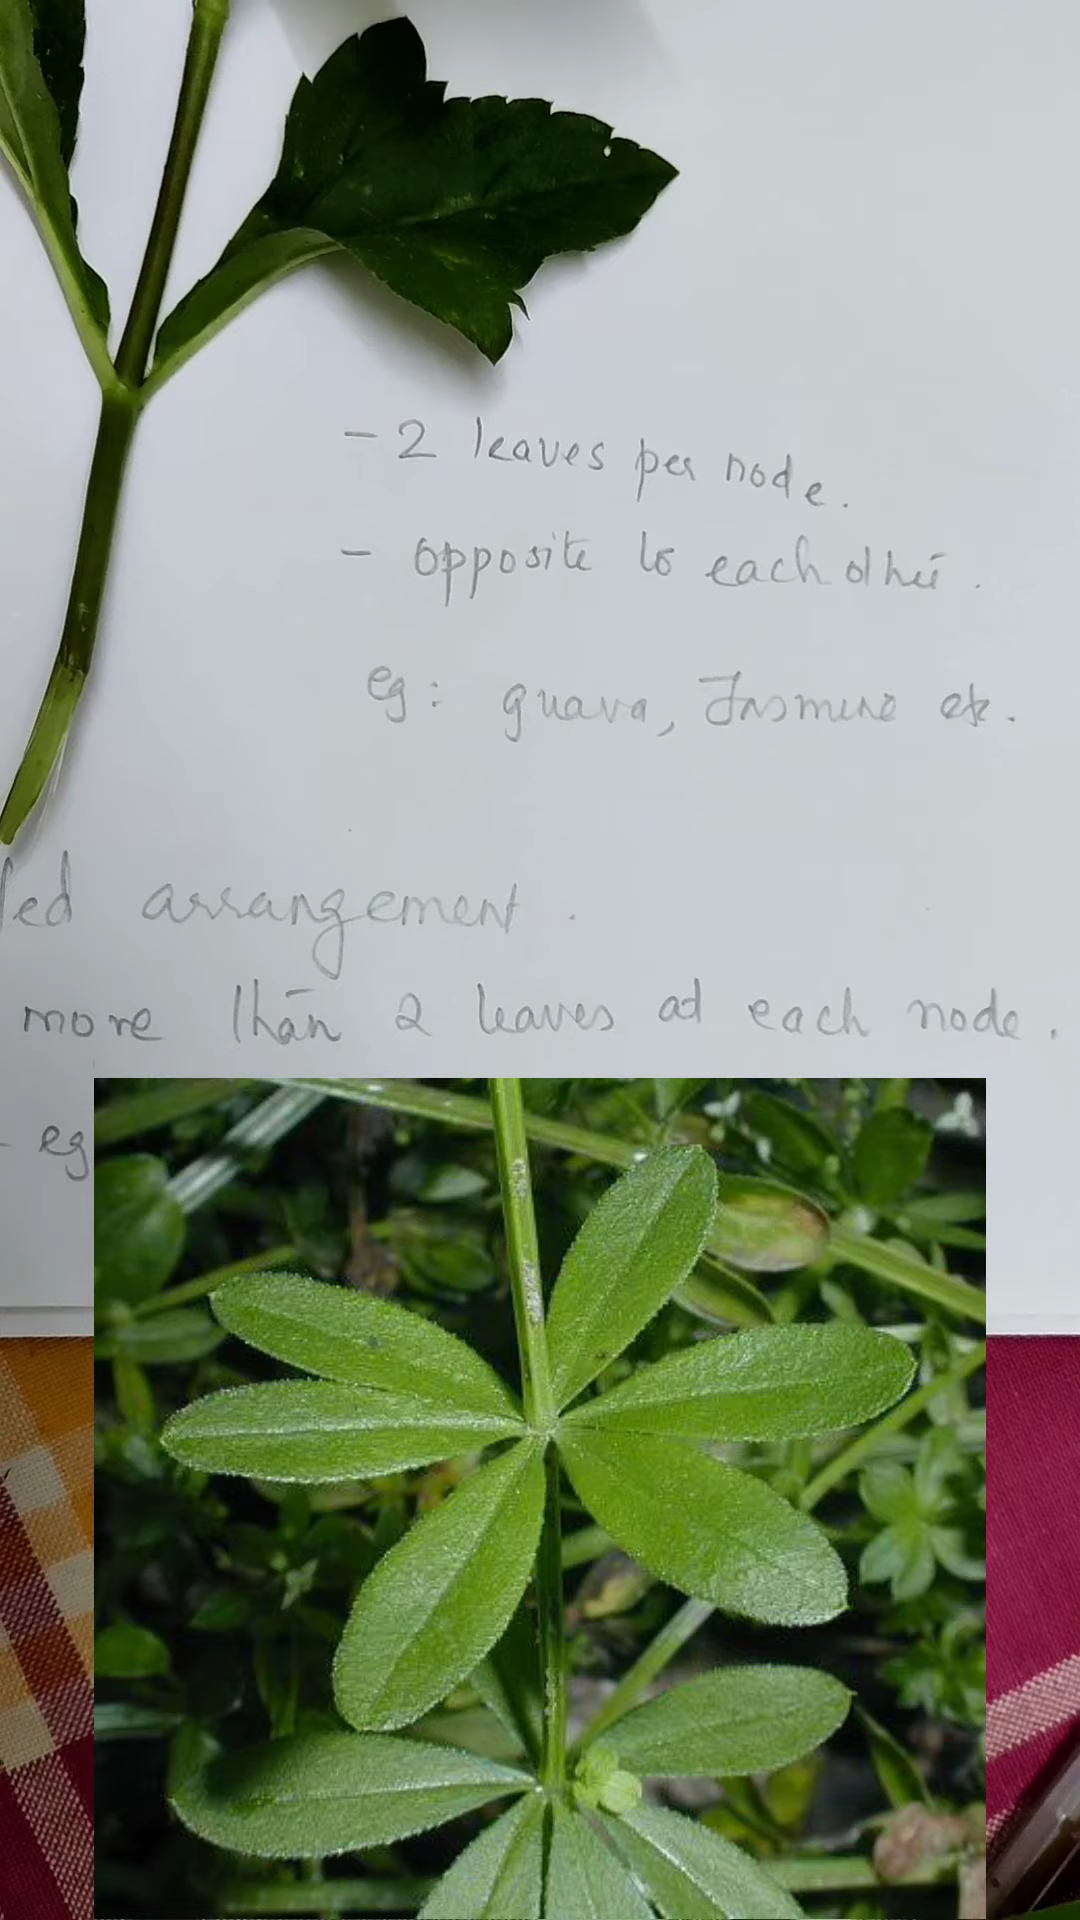 - 2 leaves per node.
- opposite to each other.
eg: guava, Jasmine etc.
led arrangement.
more than 2 leaves at each node.
- eg